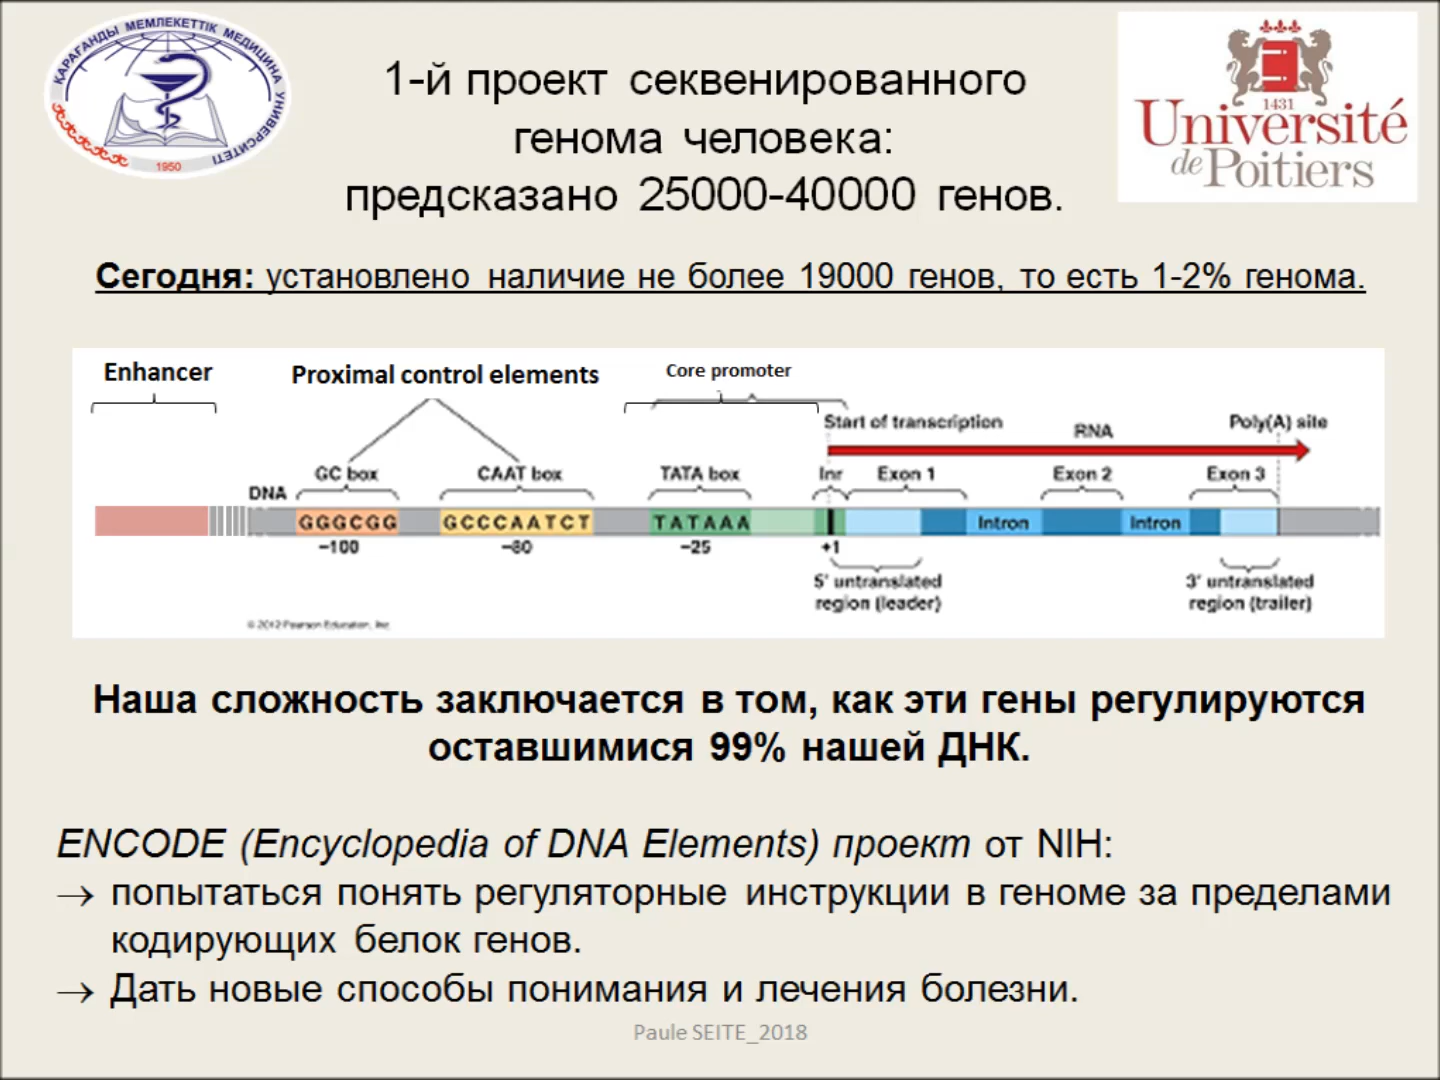 ҚАРАҒАНДЫ МЕМЛЕКЕТТІК МЕДИЦИНА УНИВЕРСИТЕТІ
1950
1-й проект секвенированного
генома человека:
предсказано 25000-40000 генов.
1431
Université
de Poitiers
Сегодня: установлено наличие не более 19000 генов, то есть 1-2% генома.
Enhancer
Proximal control elements
Core promoter
Start of transcription
RNA
Poly(A) site
GC box
CAAT box
TATA box
Inr
Exon 1
Exon 2
Exon 3
DNA
GGGCGG
GCCCAATCT
TATAAA
Intron
Intron
–100
–80
–25
+1
5' untranslated
region (leader)
3' untranslated
region (trailer)
© 2012 Pearson Education, Inc.
Наша сложность заключается в том, как эти гены регулируются
оставшимися 99% нашей ДНК.
ENCODE (Encyclopedia of DNA Elements) проект от NIH:
→ попытаться понять регуляторные инструкции в геноме за пределами
кодирующих белок генов.
→ Дать новые способы понимания и лечения болезни.
Paule SEITE_2018